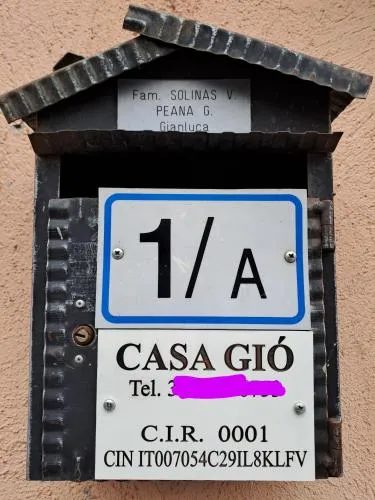 Fam. SOLINAS V.
PEANA G.
Gianluca
1/A
CASA GIÓ
Tel.
C.I.R. 0001
CIN IT007054C29IL8KLFV